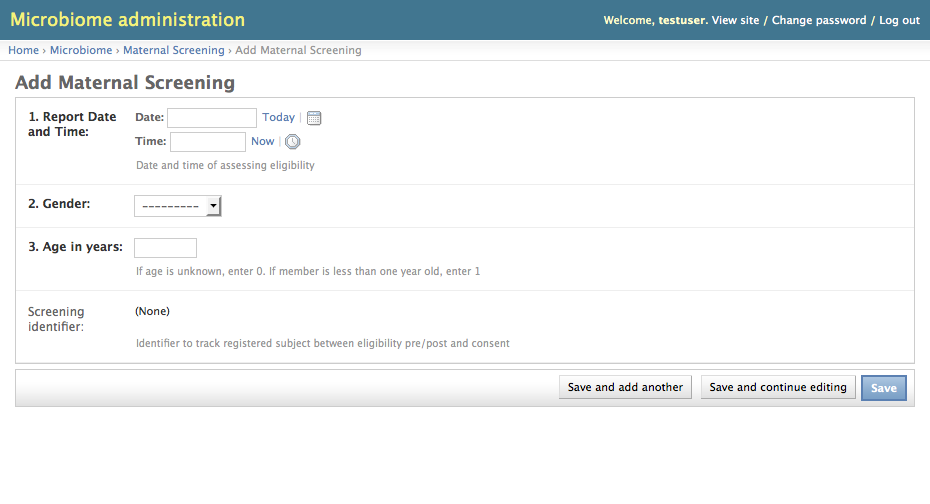 Microbiome administration
Welcome, testuser. View site / Change password / Log out
Home › Microbiome › Maternal Screening › Add Maternal Screening
Add Maternal Screening
1. Report Date and Time:
Date: Today |
Time: Now |
Date and time of assessing eligibility
2. Gender:
---------
3. Age in years:
If age is unknown, enter 0. If member is less than one year old, enter 1
Screening identifier:
(None)
Identifier to track registered subject between eligibility pre/post and consent
Save and add another
Save and continue editing
Save